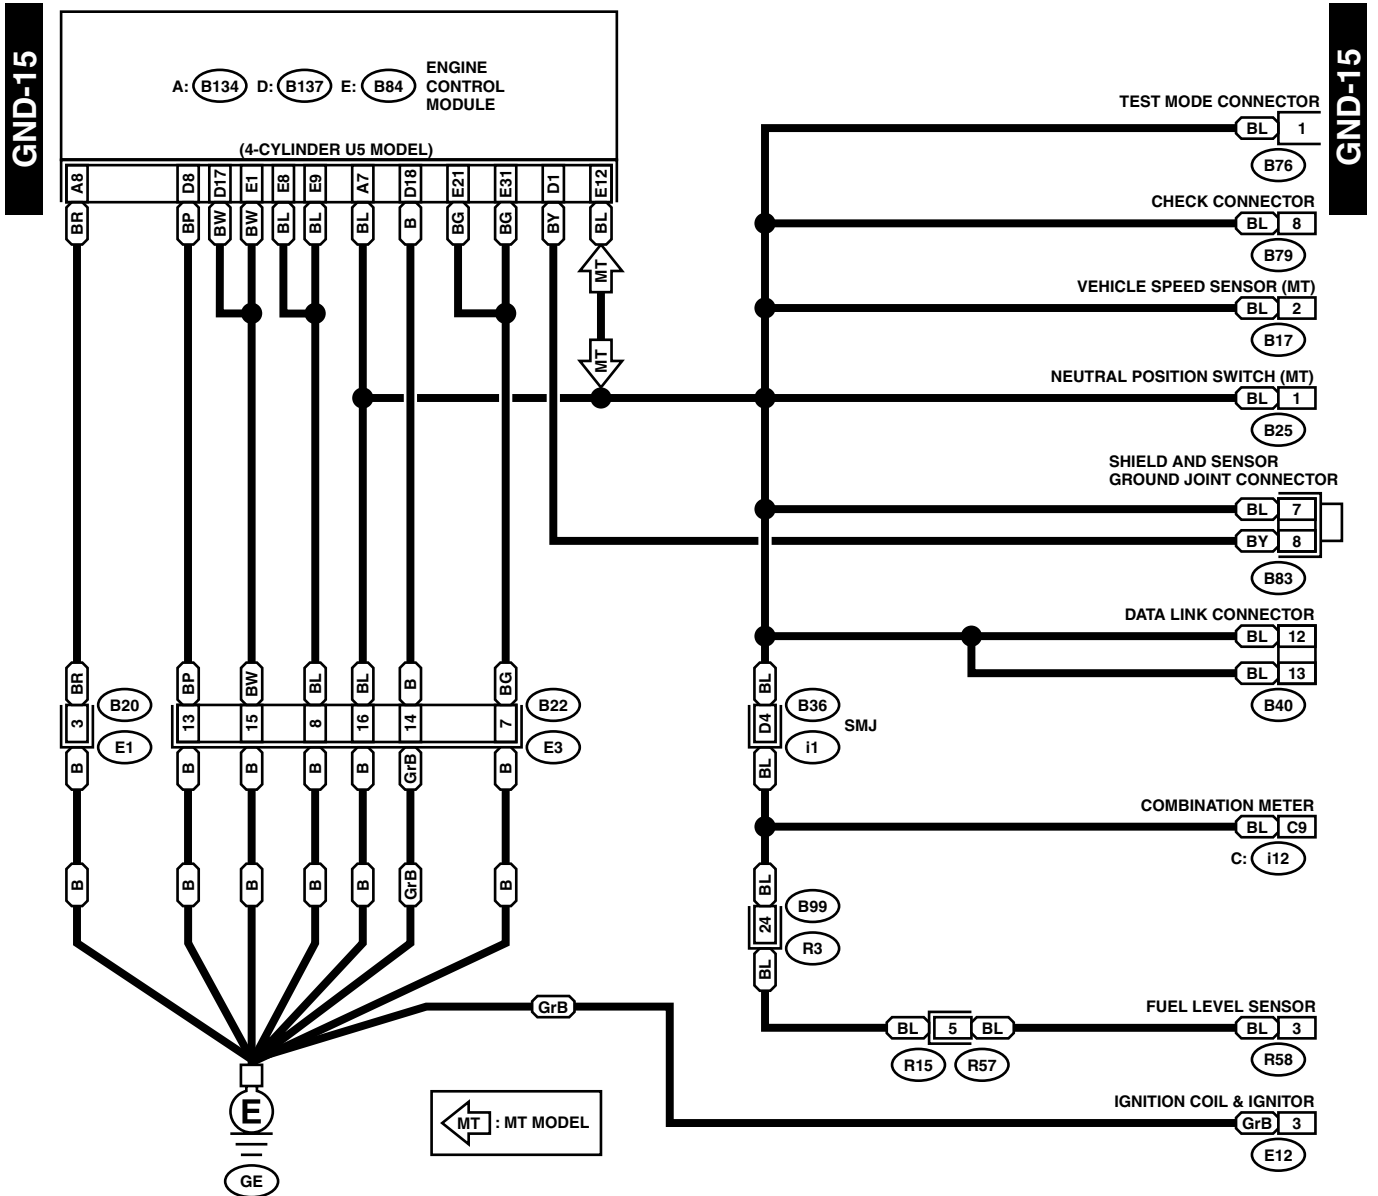 GND-15
GND-15
A: B134 D: B137 E: B84
ENGINE
CONTROL
MODULE
(4-CYLINDER U5 MODEL)
A8 D8 D17 E1 E8 E9 A7 D18 E21 E31 D1 E12
BR BP BW BW BL BL BL B BG BG BY BL
MT
MT
TEST MODE CONNECTOR
BL 1
B76
CHECK CONNECTOR
BL 8
B79
VEHICLE SPEED SENSOR (MT)
BL 2
B17
NEUTRAL POSITION SWITCH (MT)
BL 1
B25
SHIELD AND SENSOR
GROUND JOINT CONNECTOR
BL 7
BY 8
B83
DATA LINK CONNECTOR
BL 12
BL 13
B40
BR BP BW BL BL B BG
3 13 15 8 16 14 7
B20
E1
B22
E3
B B B B B GrB B
B B B B B GrB B
BL
D4
B36
SMJ
i1
BL
COMBINATION METER
BL C9
C: i12
BL
24
B99
R3
BL
GrB
BL 5 BL
R15 R57
FUEL LEVEL SENSOR
BL 3
R58
IGNITION COIL & IGNITOR
GrB 3
E12
E
GE
MT : MT MODEL